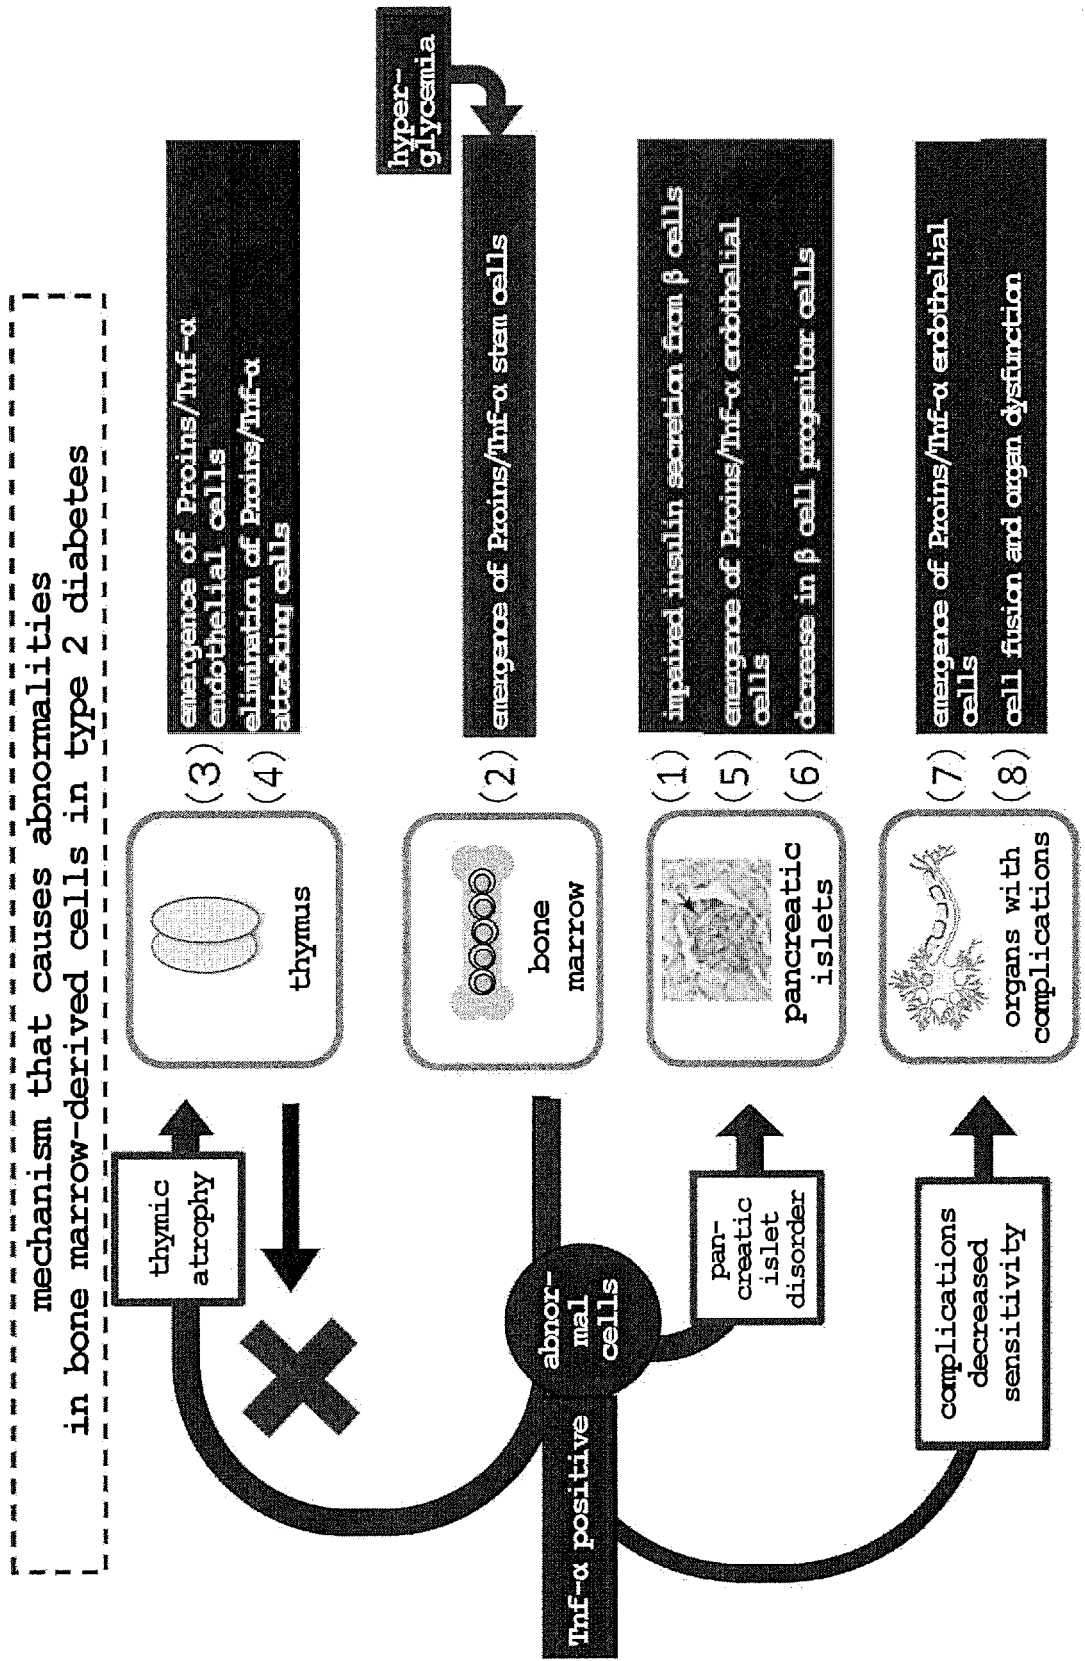 mechanism that causes abnormalities
in bone marrow-derived cells in type 2 diabetes
thymic
atrophy
thymus
(3)
emergence of Proins/Tnf-α
endothelial cells
(4)
elimination of Proins/Tnf-α
attacking cells
hyper-
glycemia
Tnf-α positive
abnor-
mal
cells
bone
marrow
(2)
emergence of Proins/Tnf-α stem cells
pan-
creatic
islet
disorder
pancreatic
islets
(1)
impaired insulin secretion from β cells
(5)
emergence of Proins/Tnf-α endothelial
cells
(6)
decrease in β cell progenitor cells
complications
decreased
sensitivity
organs with
complications
(7)
emergence of Proins/Tnf-α endothelial
cells
(8)
cell fusion and organ dysfunction